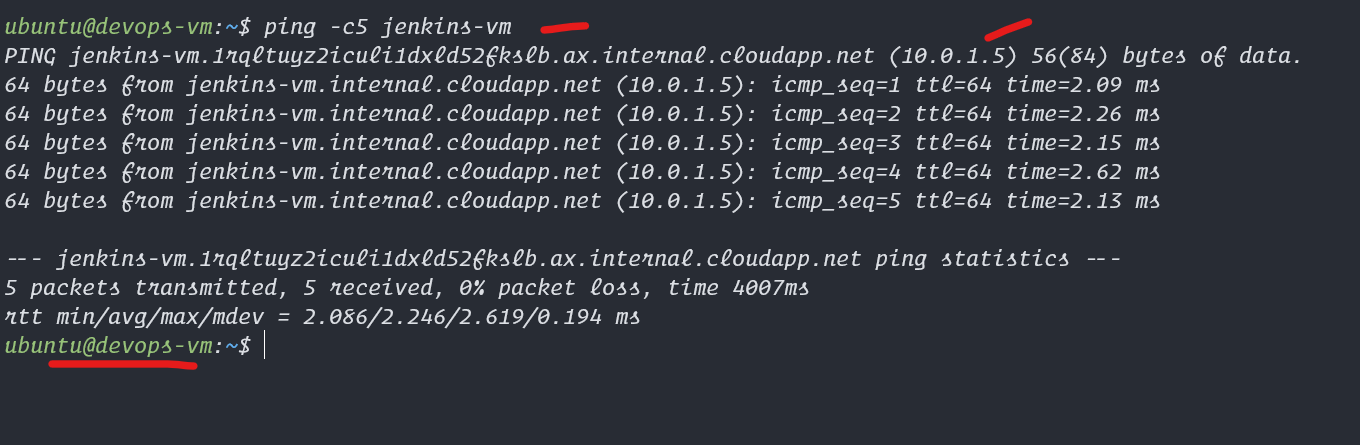 ubuntu@devops-vm:~$ ping -c5 jenkins-vm
PING jenkins-vm.1rqltuyz2iculi1dxld52fkslb.ax.internal.cloudapp.net (10.0.1.5) 56(84) bytes of data.
64 bytes from jenkins-vm.internal.cloudapp.net (10.0.1.5): icmp_seq=1 ttl=64 time=2.09 ms
64 bytes from jenkins-vm.internal.cloudapp.net (10.0.1.5): icmp_seq=2 ttl=64 time=2.26 ms
64 bytes from jenkins-vm.internal.cloudapp.net (10.0.1.5): icmp_seq=3 ttl=64 time=2.15 ms
64 bytes from jenkins-vm.internal.cloudapp.net (10.0.1.5): icmp_seq=4 ttl=64 time=2.62 ms
64 bytes from jenkins-vm.internal.cloudapp.net (10.0.1.5): icmp_seq=5 ttl=64 time=2.13 ms
--- jenkins-vm.1rqltuyz2iculi1dxld52fkslb.ax.internal.cloudapp.net ping statistics ---
5 packets transmitted, 5 received, 0% packet loss, time 4007ms
rtt min/avg/max/mdev = 2.086/2.246/2.619/0.194 ms
ubuntu@devops-vm:~$